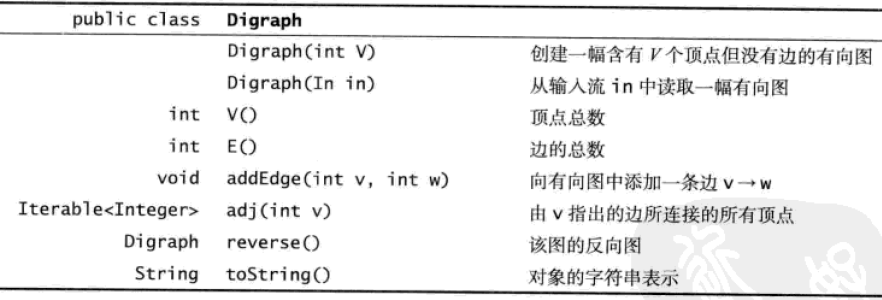 public class Digraph
Digraph(int V) 创建一幅含有 V 个顶点但没有边的有向图
Digraph(In in) 从输入流 in 中读取一幅有向图
int V() 顶点总数
int E() 边的总数
void addEdge(int v, int w) 向有向图中添加一条边 v→w
Iterable<Integer> adj(int v) 由 v 指出的边所连接的所有顶点
Digraph reverse() 该图的反向图
String toString() 对象的字符串表示